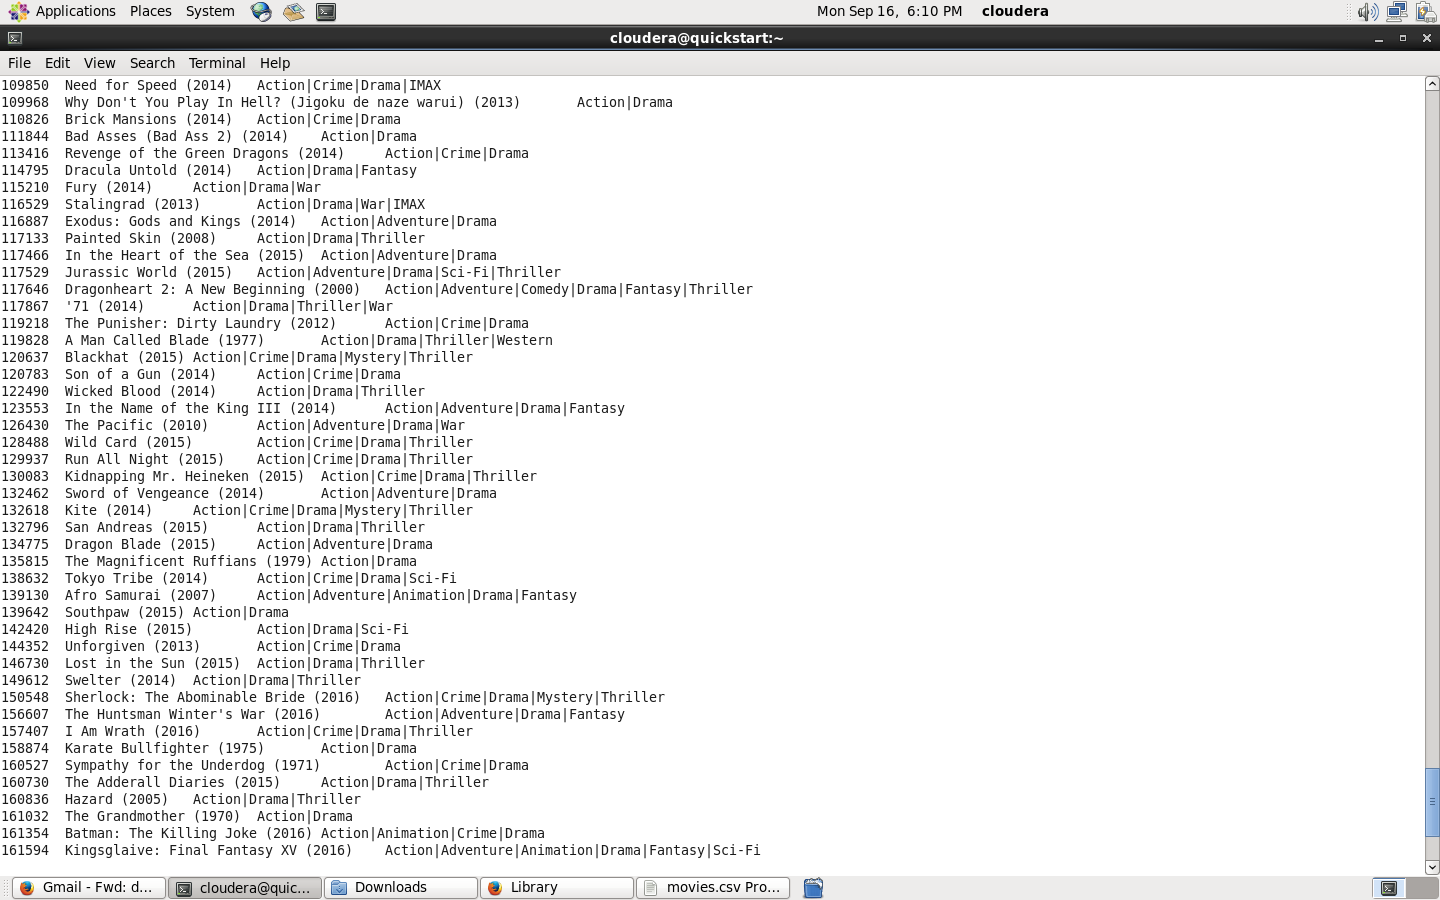 Applications Places System Mon Sep 16, 6:10 PM cloudera
cloudera@quickstart:~
File Edit View Search Terminal Help
109850 Need for Speed (2014) Action|Crime|Drama|IMAX
109968 Why Don't You Play In Hell? (Jigoku de naze warui) (2013) Action|Drama
110826 Brick Mansions (2014) Action|Crime|Drama
111844 Bad Asses (Bad Ass 2) (2014) Action|Drama
113416 Revenge of the Green Dragons (2014) Action|Crime|Drama
114795 Dracula Untold (2014) Action|Drama|Fantasy
115210 Fury (2014) Action|Drama|War
116529 Stalingrad (2013) Action|Drama|War|IMAX
116887 Exodus: Gods and Kings (2014) Action|Adventure|Drama
117133 Painted Skin (2008) Action|Drama|Thriller
117466 In the Heart of the Sea (2015) Action|Adventure|Drama
117529 Jurassic World (2015) Action|Adventure|Drama|Sci-Fi|Thriller
117646 Dragonheart 2: A New Beginning (2000) Action|Adventure|Comedy|Drama|Fantasy|Thriller
117867 '71 (2014) Action|Drama|Thriller|War
119218 The Punisher: Dirty Laundry (2012) Action|Crime|Drama
119828 A Man Called Blade (1977) Action|Drama|Thriller|Western
120637 Blackhat (2015) Action|Crime|Drama|Mystery|Thriller
120783 Son of a Gun (2014) Action|Crime|Drama
122490 Wicked Blood (2014) Action|Drama|Thriller
123553 In the Name of the King III (2014) Action|Adventure|Drama|Fantasy
126430 The Pacific (2010) Action|Adventure|Drama|War
128488 Wild Card (2015) Action|Crime|Drama|Thriller
129937 Run All Night (2015) Action|Crime|Drama|Thriller
130083 Kidnapping Mr. Heineken (2015) Action|Crime|Drama|Thriller
132462 Sword of Vengeance (2014) Action|Adventure|Drama
132618 Kite (2014) Action|Crime|Drama|Mystery|Thriller
132796 San Andreas (2015) Action|Drama|Thriller
134775 Dragon Blade (2015) Action|Adventure|Drama
135815 The Magnificent Ruffians (1979) Action|Drama
138632 Tokyo Tribe (2014) Action|Crime|Drama|Sci-Fi
139130 Afro Samurai (2007) Action|Adventure|Animation|Drama|Fantasy
139642 Southpaw (2015) Action|Drama
142420 High Rise (2015) Action|Drama|Sci-Fi
144352 Unforgiven (2013) Action|Crime|Drama
146730 Lost in the Sun (2015) Action|Drama|Thriller
149612 Swelter (2014) Action|Drama|Thriller
150548 Sherlock: The Abominable Bride (2016) Action|Crime|Drama|Mystery|Thriller
156607 The Huntsman Winter's War (2016) Action|Adventure|Drama|Fantasy
157407 I Am Wrath (2016) Action|Crime|Drama|Thriller
158874 Karate Bullfighter (1975) Action|Drama
160527 Sympathy for the Underdog (1971) Action|Crime|Drama
160730 The Adderall Diaries (2015) Action|Drama|Thriller
160836 Hazard (2005) Action|Drama|Thriller
161032 The Grandmother (1970) Action|Drama
161354 Batman: The Killing Joke (2016) Action|Animation|Crime|Drama
161594 Kingsglaive: Final Fantasy XV (2016) Action|Adventure|Animation|Drama|Fantasy|Sci-Fi
Gmail - Fwd: d... cloudera@quic... Downloads Library movies.csv Pro...